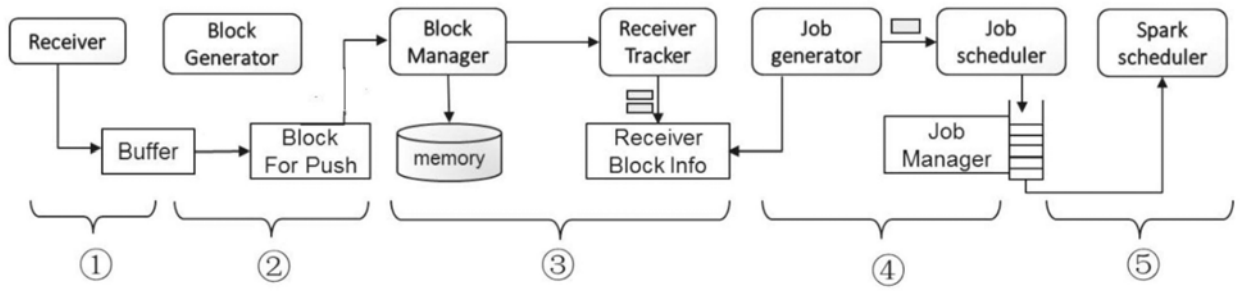 Receiver
Block
Generator
Block
Manager
Receiver
Tracker
Job
generator
Job
scheduler
Spark
scheduler
Buffer
Block
For Push
memory
Receiver
Block Info
Job
Manager
①
②
③
④
⑤